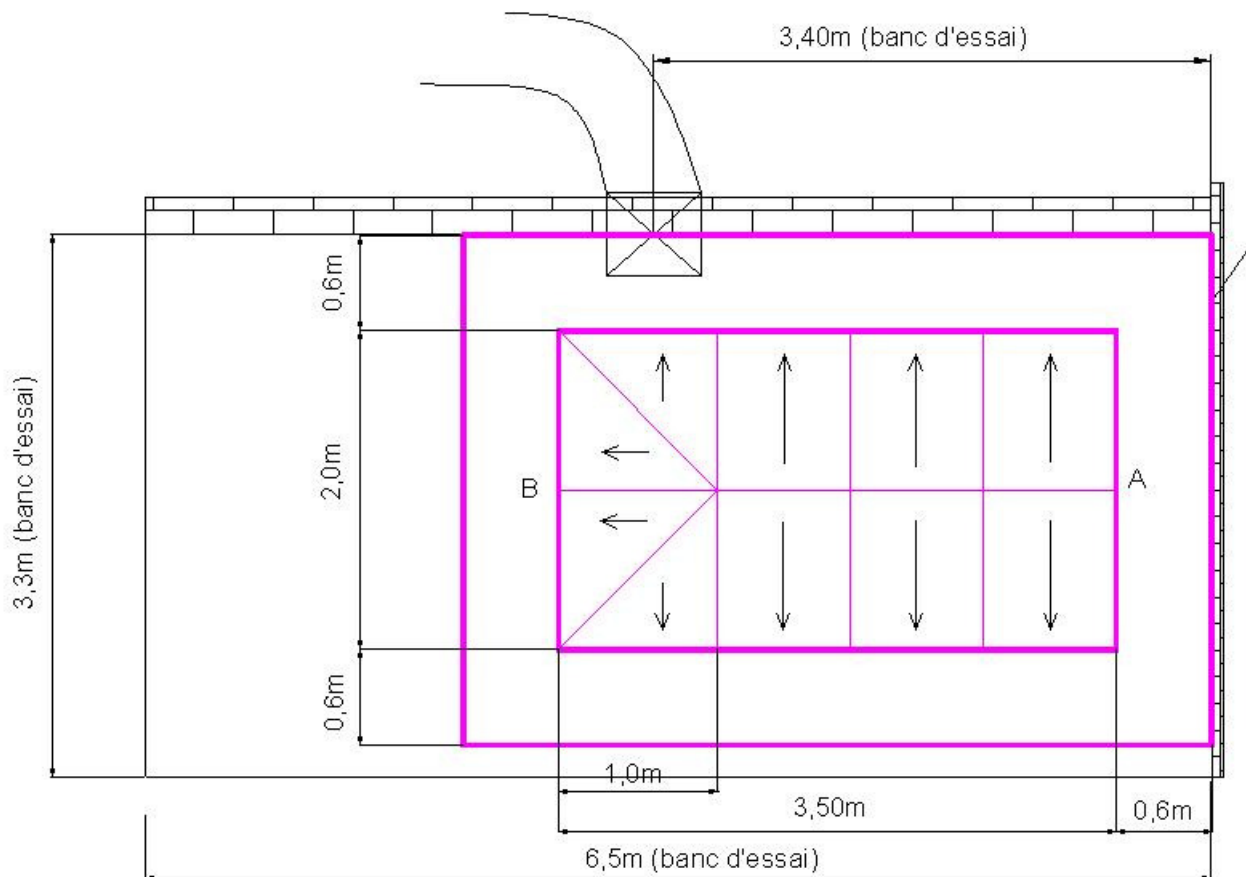 3,40m (banc d'essai)
0,6m
2,0m
3,3m (banc d'essai)
B
A
0,6m
1,0m
3,50m
0,6m
6,5m (banc d'essai)